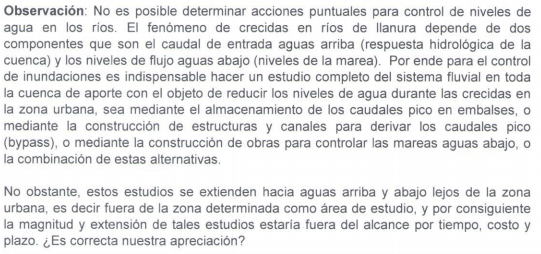 Observación: No es posible determinar acciones puntuales para control de niveles de
agua en los ríos. El fenómeno de crecidas en ríos de llanura depende de dos
componentes que son el caudal de entrada aguas arriba (respuesta hidrológica de la
cuenca) y los niveles de flujo aguas abajo (niveles de la marea). Por ende para el control
de inundaciones es indispensable hacer un estudio completo del sistema fluvial en toda
la cuenca de aporte con el objeto de reducir los niveles de agua durante las crecidas en
la zona urbana, sea mediante el almacenamiento de los caudales pico en embalses, o
mediante la construcción de estructuras y canales para derivar los caudales pico
(bypass), o mediante la construcción de obras para controlar las mareas aguas abajo, o
la combinación de estas alternativas.

No obstante, estos estudios se extienden hacia aguas arriba y abajo lejos de la zona
urbana, es decir fuera de la zona determinada como área de estudio, y por consiguiente
la magnitud y extensión de tales estudios estaría fuera del alcance por tiempo, costo y
plazo. ¿Es correcta nuestra apreciación?